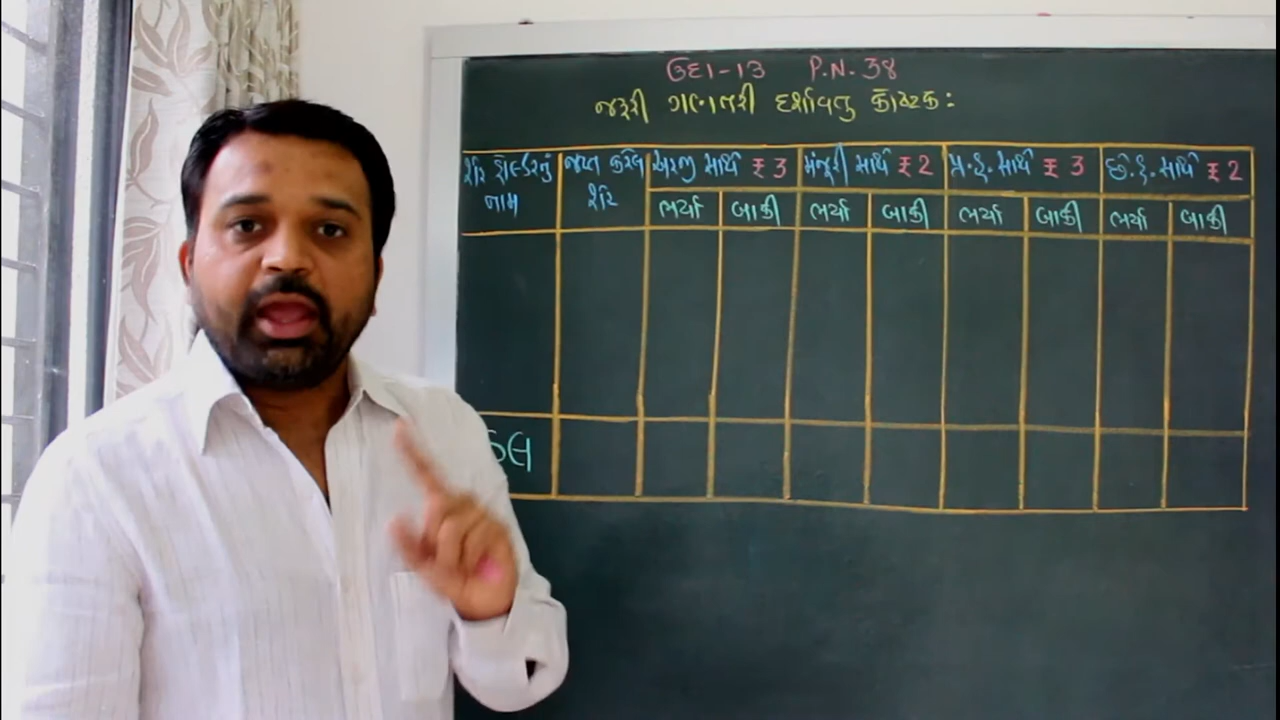 ઉદા-13 P.N. 38
જરૂરી ગણતરી દર્શાવતુ કોષ્ટક:
શેર હોલ્ડરનું નામ જપ્ત કરેલ શેર અરજી સાથે ₹ 3 મંજૂરી સાથે ₹ 2 પ્ર.હ. સાથે ₹ 3 છે.હ. સાથે ₹ 2
ભર્યા બાકી ભર્યા બાકી ભર્યા બાકી ભર્યા બાકી
કુલ